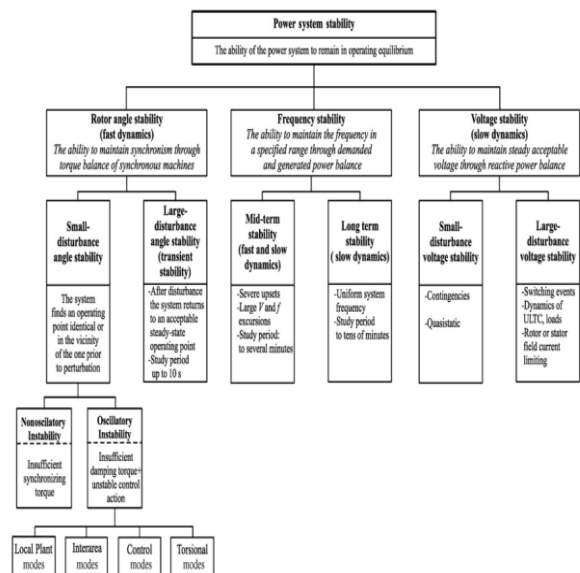 Power system stability
The ability of the power system to remain in operating equilibrium
Rotor angle stability
(fast dynamics)
The ability to maintain synchronism through
torque balance of synchronous machines
Frequency stability
The ability to maintain the frequency in
a specified range through demanded
and generated power balance
Voltage stability
(slow dynamics)
The ability to maintain steady acceptable
voltage through reactive power balance
Small-
disturbance
angle stability
The system
finds an operating
point identical or
in the vicinity
of the one prior
to perturbation
Large-
disturbance
angle stability
(transient
stability)
-After disturbance
the system returns
to an acceptable
steady-state
operating point
-Study period
up to 10 s
Mid-term
stability
(fast and slow
dynamics)
-Severe upsets
-Large V and f
excursions
-Study period: to
several minutes
Long term
stability
( slow dynamics)
-Uniform system
frequency
-Study period
to tens of minutes
Small-
disturbance
voltage stability
-Contingencies
-Quasistatic
Large-
disturbance
voltage stability
-Switching events
-Dynamics of
ULTC, loads
-Rotor or stator
field current
limiting
Nonoscilatory
Instability
Insufficient
synchronizing
torque
Oscillatory
Instability
Insufficient
damping torque+
unstable control
action
Local Plant
modes
Interarea
modes
Control
modes
Torsional
modes